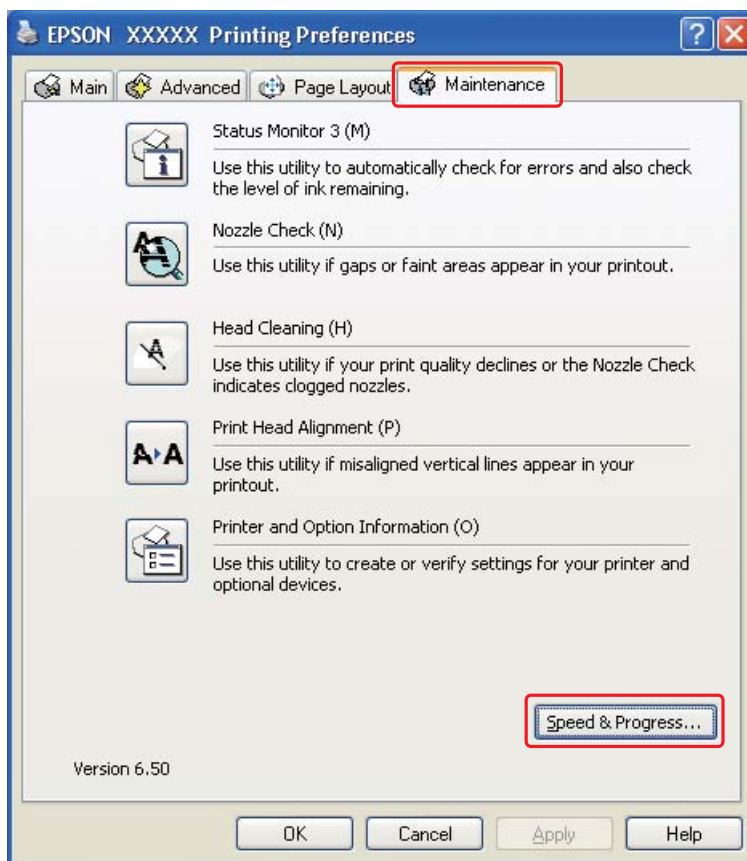 EPSON XXXXX Printing Preferences
Main Advanced Page Layout Maintenance
Status Monitor 3 (M)
Use this utility to automatically check for errors and also check
the level of ink remaining.
Nozzle Check (N)
Use this utility if gaps or faint areas appear in your printout.
Head Cleaning (H)
Use this utility if your print quality declines or the Nozzle Check
indicates clogged nozzles.
Print Head Alignment (P)
Use this utility if misaligned vertical lines appear in your
printout.
Printer and Option Information (O)
Use this utility to create or verify settings for your printer and
optional devices.
Speed & Progress...
Version 6.50
OK Cancel Apply Help